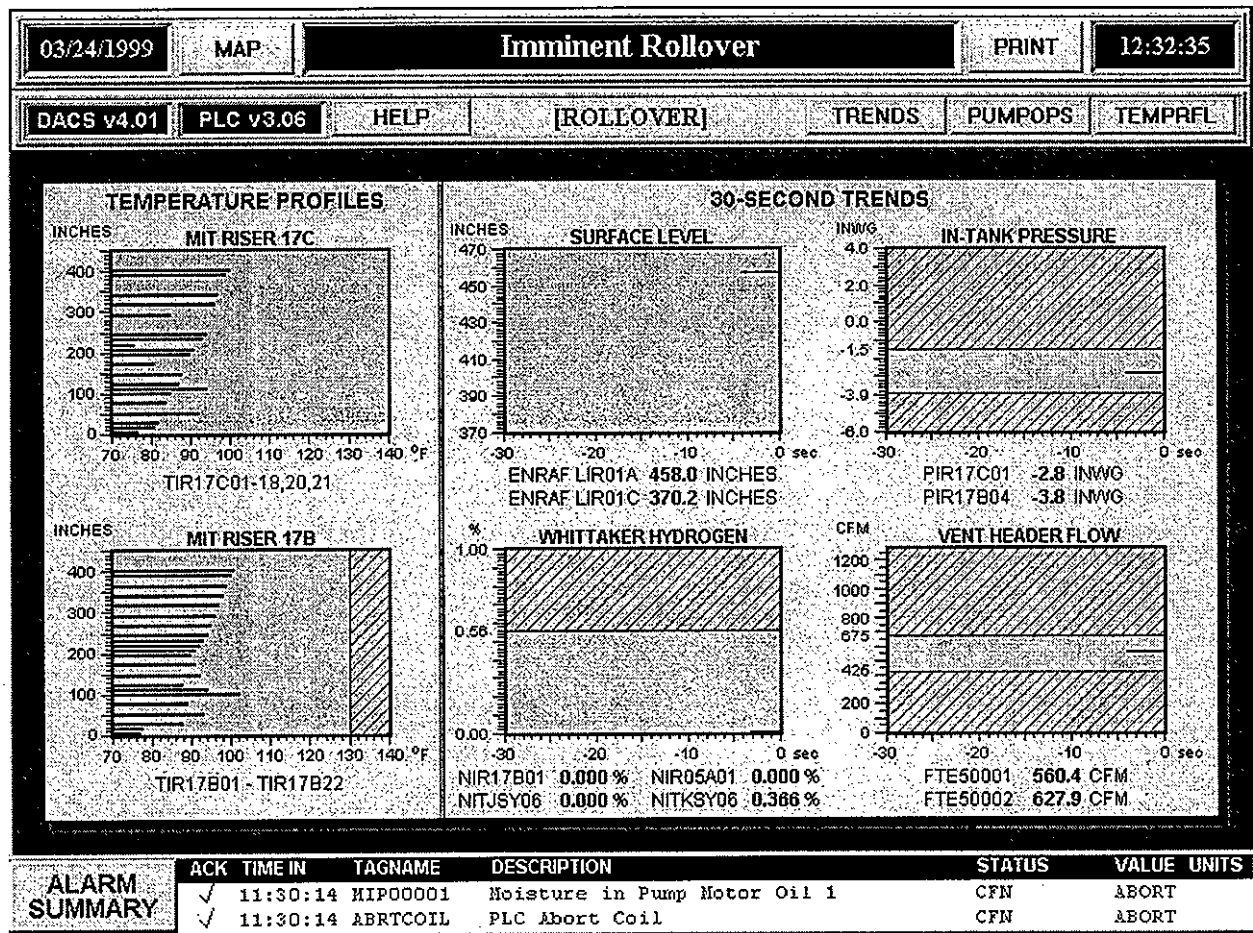 03/24/1999 MAP Imminent Rollover PRINT 12:32:35
DACS v4.01 PLC v3.06 HELP [ROLLOVER] TRENDS PUMPOPS TEMPRFL
TEMPERATURE PROFILES
INCHES MIT RISER 17C
400
300
200
100
0
70 80 90 100 110 120 130 140 °F
TIR17C01-18,20,21
INCHES MIT RISER 17B
400
300
200
100
0
70 80 90 100 110 120 130 140 °F
TIR17B01 - TIR17B22
30-SECOND TRENDS
INCHES SURFACE LEVEL
470
450
430
410
390
370
-30 -20 -10 0 sec
ENRAF LIR01A 458.0 INCHES
ENRAF LIR01C 370.2 INCHES
INWG IN-TANK PRESSURE
4.0
2.0
0.0
-1.5
-3.9
-6.0
-30 -20 -10 0 sec
PIR17C01 -2.8 INWG
PIR17B04 -3.8 INWG
% WHITTAKER HYDROGEN
1.00
0.56
0.00
-30 -20 -10 0 sec
NIR17B01 0.000 % NIR05A01 0.000 %
NITJSY06 0.000 % NITKSY06 0.366 %
CFM VENT HEADER FLOW
1200
1000
800
675
425
200
0
-30 -20 -10 0 sec
FTE50001 560.4 CFM
FTE50002 627.9 CFM
ALARM SUMMARY
ACK TIME IN TAGNAME DESCRIPTION STATUS VALUE UNITS
✓ 11:30:14 MIP00001 Moisture in Pump Motor Oil 1 CFN ABORT
✓ 11:30:14 ABRTCOIL PLC Abort Coil CFN ABORT